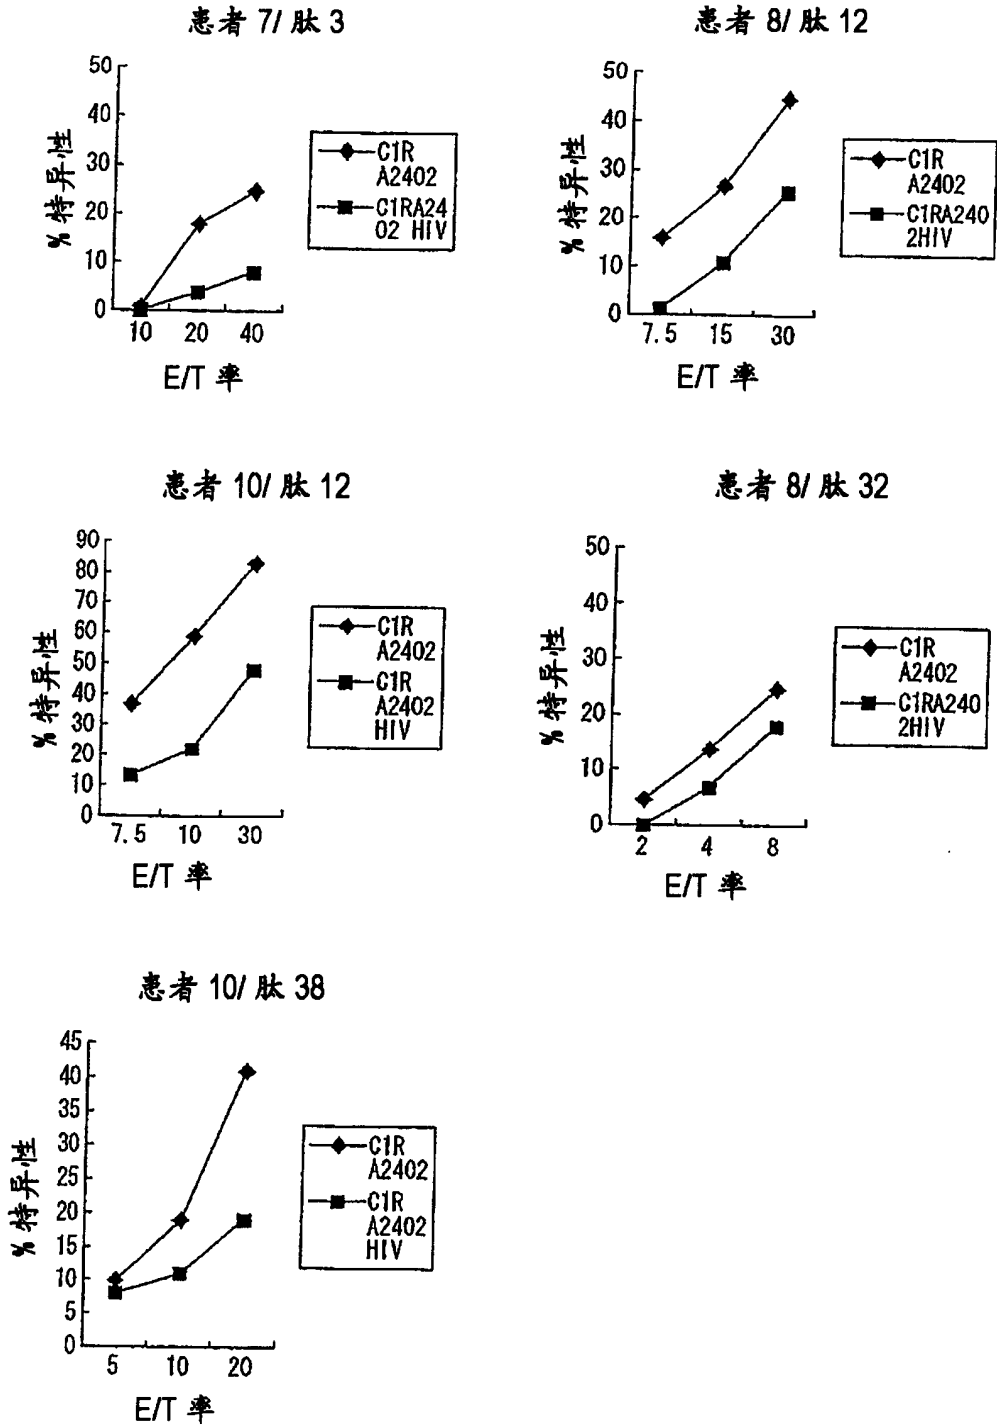 患者 7/ 肽 3
50
40
30
20
10
0
% 特异性
10 20 40
E/T 率
C1R
A2402
C1RA24
02 HIV
患者 8/ 肽 12
50
40
30
20
10
0
% 特异性
7.5 15 30
E/T 率
C1R
A2402
C1RA240
2HIV
患者 10/ 肽 12
90
80
70
60
50
40
30
20
10
0
% 特异性
7.5 10 30
E/T 率
C1R
A2402
C1R
A2402
HIV
患者 8/ 肽 32
50
40
30
20
10
0
% 特异性
2 4 8
E/T 率
C1R
A2402
C1RA240
2HIV
患者 10/ 肽 38
45
40
35
30
25
20
15
10
5
0
% 特异性
5 10 20
E/T 率
C1R
A2402
C1R
A2402
HIV